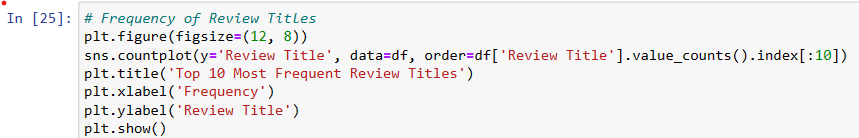 In [25]: # Frequency of Review Titles
plt.figure(figsize=(12, 8))
sns.countplot(y='Review Title', data=df, order=df['Review Title'].value_counts().index[:10])
plt.title('Top 10 Most Frequent Review Titles')
plt.xlabel('Frequency')
plt.ylabel('Review Title')
plt.show()